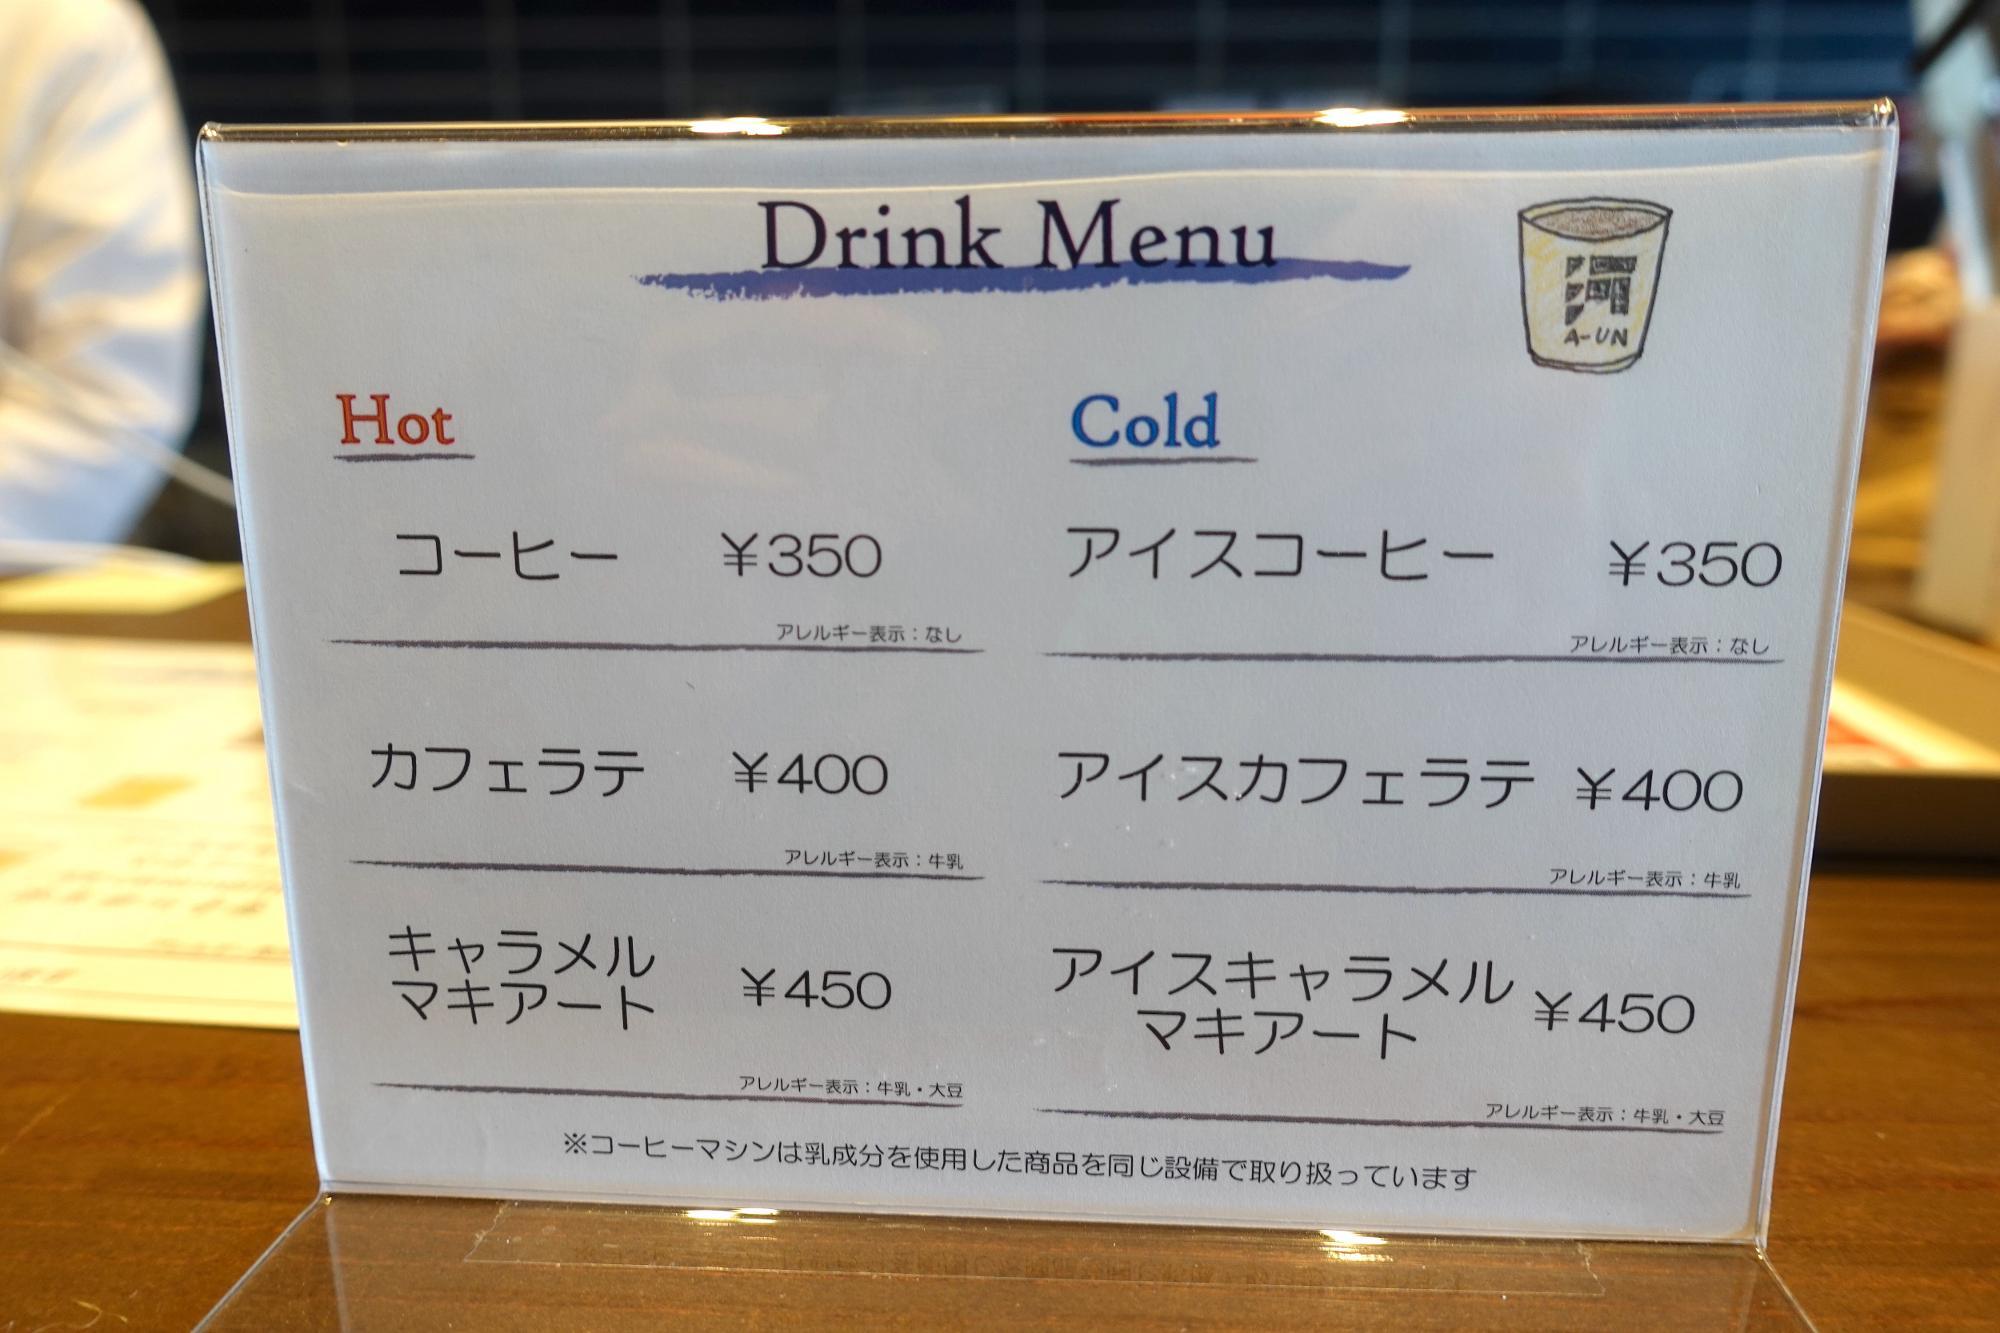 Drink Menu
A-UN
Hot
コーヒー ¥350
アレルギー表示：なし
カフェラテ ¥400
アレルギー表示：牛乳
キャラメル
マキアート ¥450
アレルギー表示：牛乳・大豆
Cold
アイスコーヒー ¥350
アレルギー表示：なし
アイスカフェラテ ¥400
アレルギー表示：牛乳
アイスキャラメル
マキアート ¥450
アレルギー表示：牛乳・大豆
※コーヒーマシンは乳成分を使用した商品を同じ設備で取り扱っています